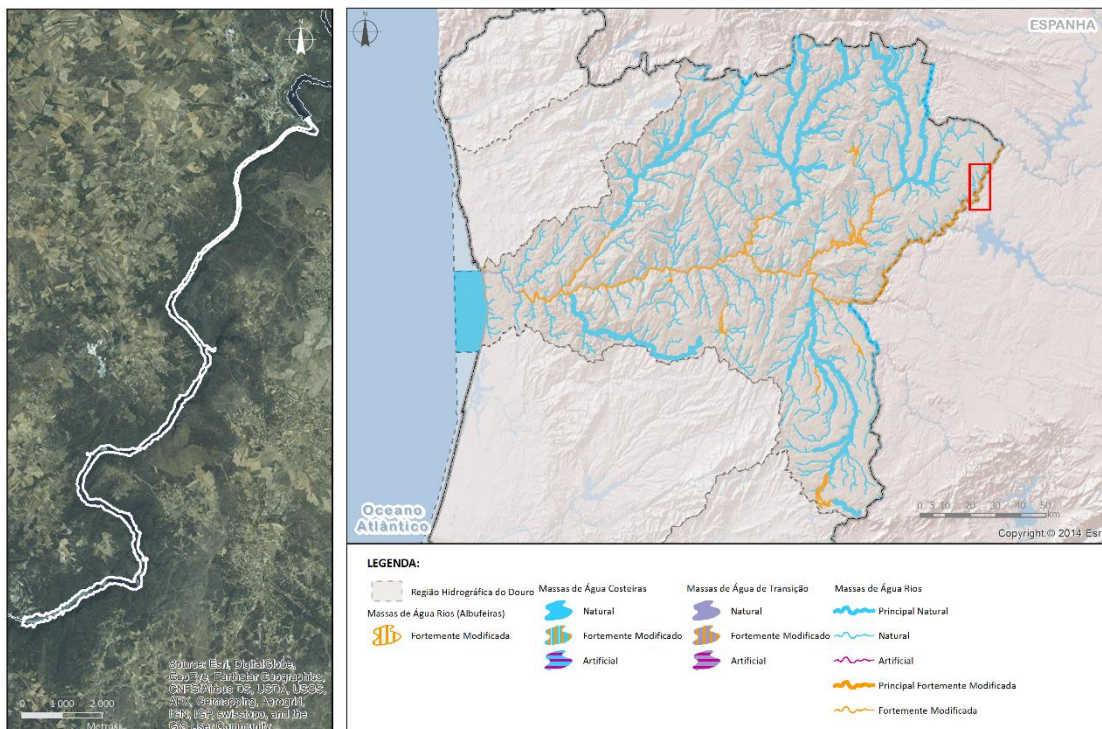 Source: Esri, DigitalGlobe,
GeoEye, Earthstar Geographics,
CNES/Airbus DS, USDA, USGS,
AEX, Getmapping, Aerogrid,
IGN, IGP, swisstopo, and the
GIS User Community
0 1 000 2 000
Metros
ESPANHA
Oceano
Atlântico
0 5 10 20 30 40 50
km
Copyright:© 2014 Esr
LEGENDA:
Região Hidrográfica do Douro
Massas de Água Rios (Albufeiras)
Fortemente Modificada
Massas de Água Costeiras
Natural
Fortemente Modificado
Artificial
Massas de Água de Transição
Natural
Fortemente Modificado
Artificial
Massas de Água Rios
Principal Natural
Natural
Artificial
Principal Fortemente Modificada
Fortemente Modificada